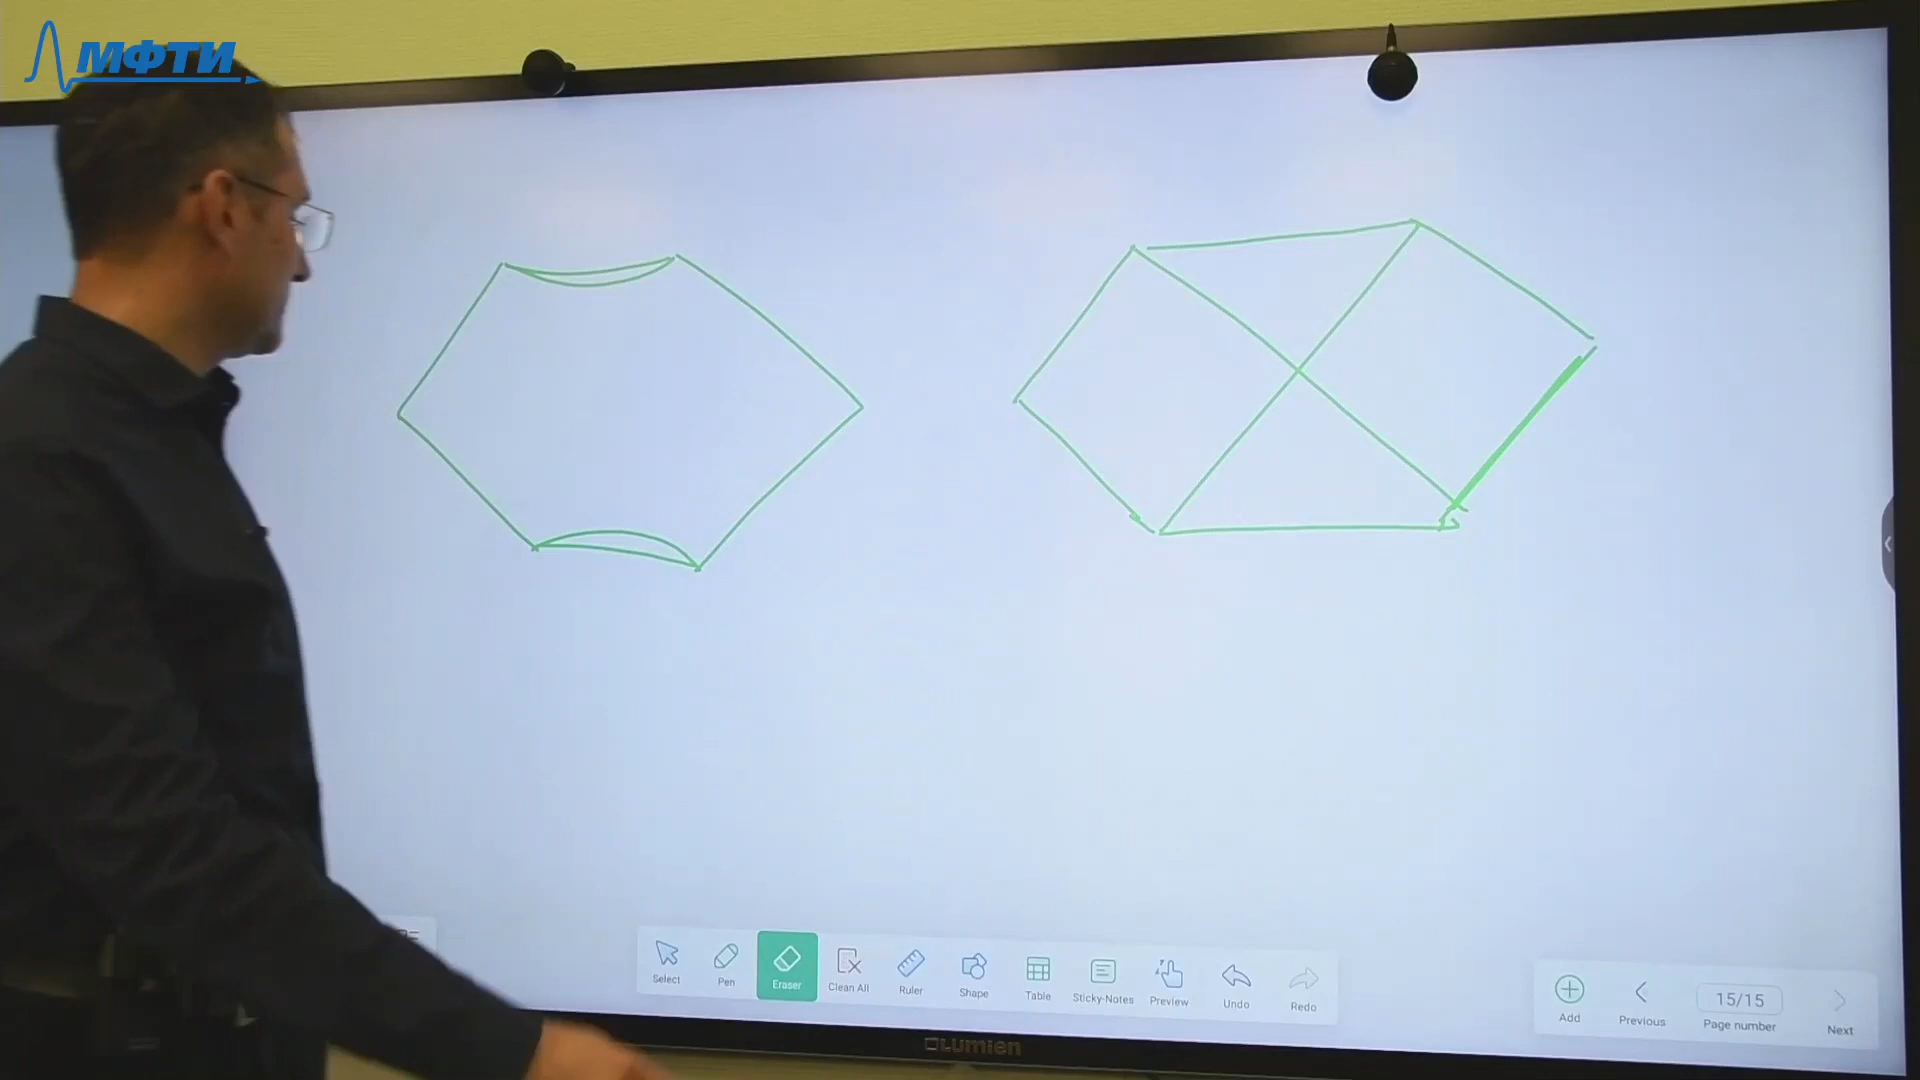 МФТИ
Select
Pen
Eraser
Clean All
Ruler
Shape
Table
Sticky-Notes
Preview
Undo
Redo
Add
Previous
15/15
Page number
Next
Lumien